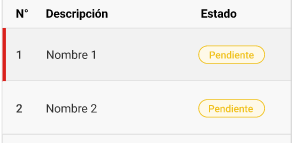 N° Descripción Estado
1 Nombre 1 Pendiente
2 Nombre 2 Pendiente